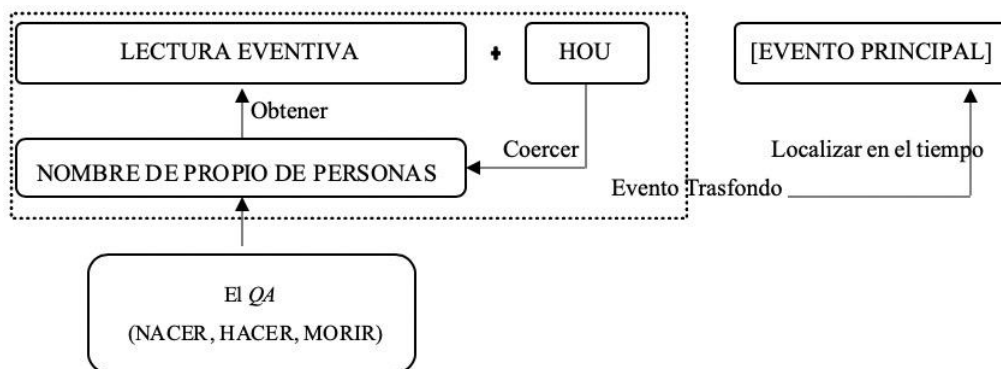 LECTURA EVENTIVA + HOU [EVENTO PRINCIPAL]
Obtener
Coercer Localizar en el tiempo
NOMBRE DE PROPIO DE PERSONAS
Evento Trasfondo
El QA
(NACER, HACER, MORIR)